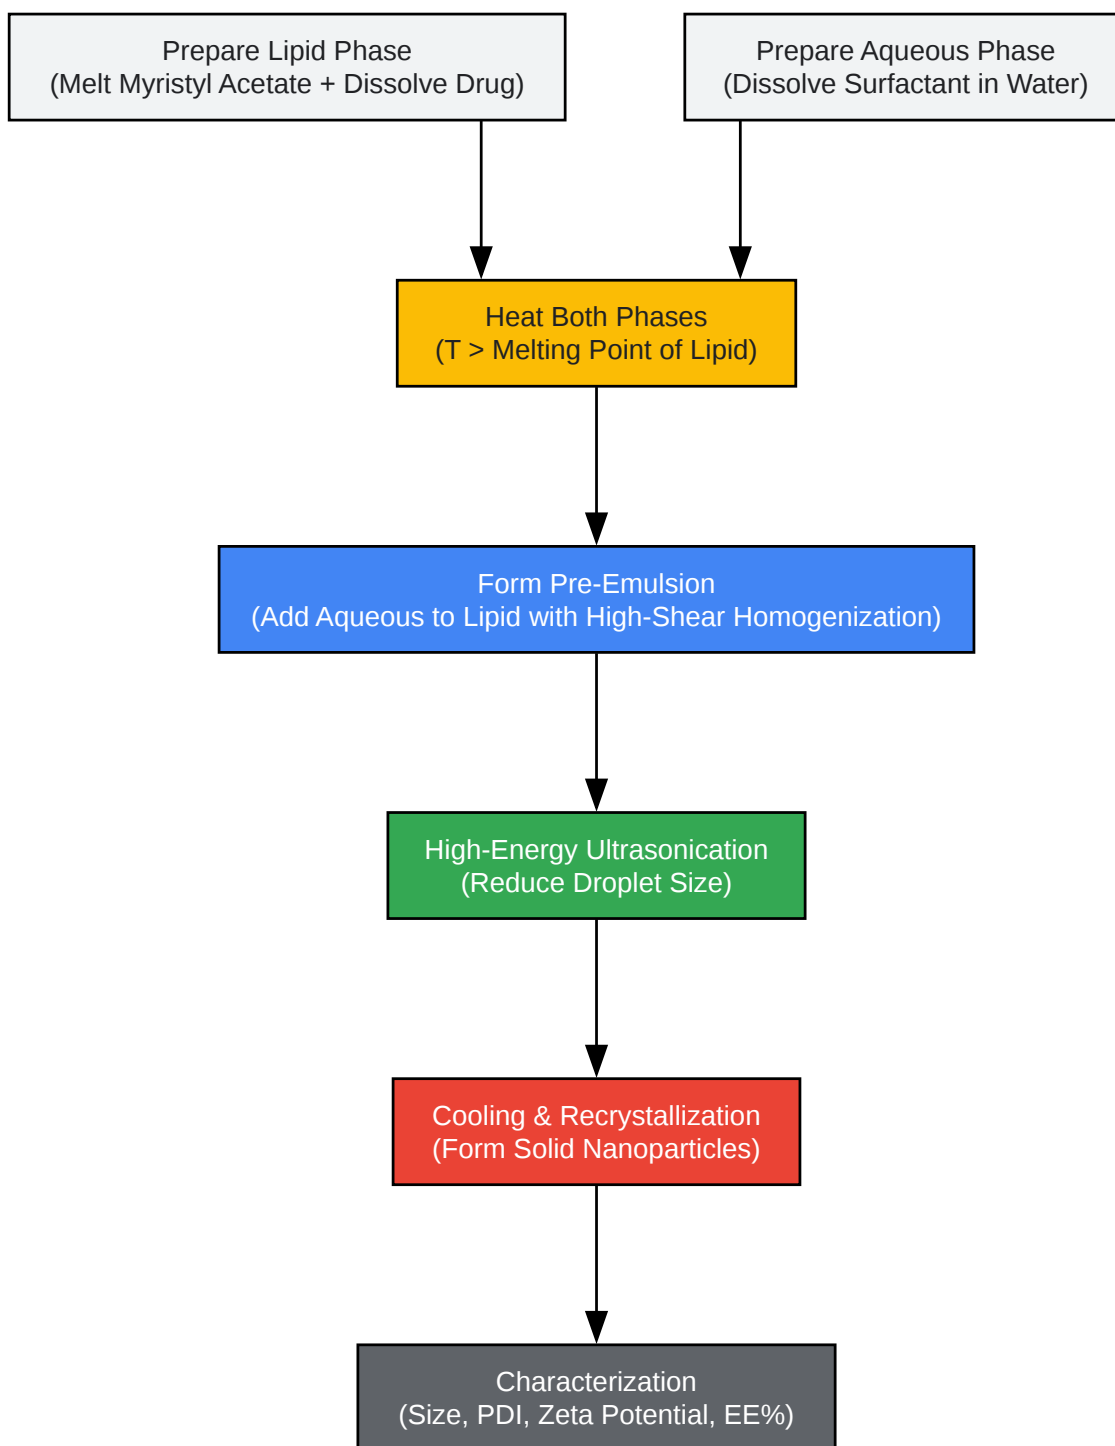 Prepare Lipid Phase
(Melt Myristyl Acetate + Dissolve Drug)
Prepare Aqueous Phase
(Dissolve Surfactant in Water)
Heat Both Phases
(T > Melting Point of Lipid)
Form Pre-Emulsion
(Add Aqueous to Lipid with High-Shear Homogenization)
High-Energy Ultrasonication
(Reduce Droplet Size)
Cooling & Recrystallization
(Form Solid Nanoparticles)
Characterization
(Size, PDI, Zeta Potential, EE%)